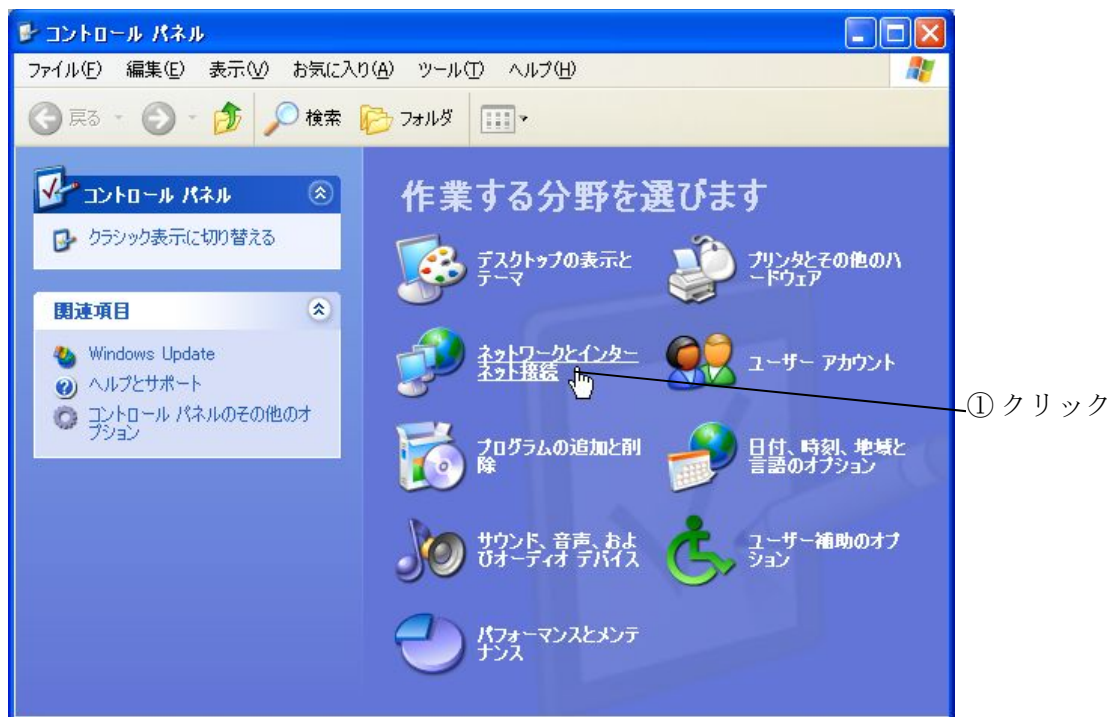 コントロール パネル
ファイル(F) 編集(E) 表示(V) お気に入り(A) ツール(T) ヘルプ(H)
戻る 検索 フォルダ
コントロール パネル
クラシック表示に切り替える
関連項目
Windows Update
ヘルプとサポート
コントロール パネルのその他のオ
プション
作業する分野を選びます
デスクトップの表示と
テーマ
プリンタとその他のハ
ードウェア
ネットワークとインター
ネット接続
ユーザー アカウント
①クリック
プログラムの追加と削
除
日付、時刻、地域と
言語のオプション
サウンド、音声、およ
びオーディオ デバイス
ユーザー補助のオプ
ション
パフォーマンスとメンテ
ナンス